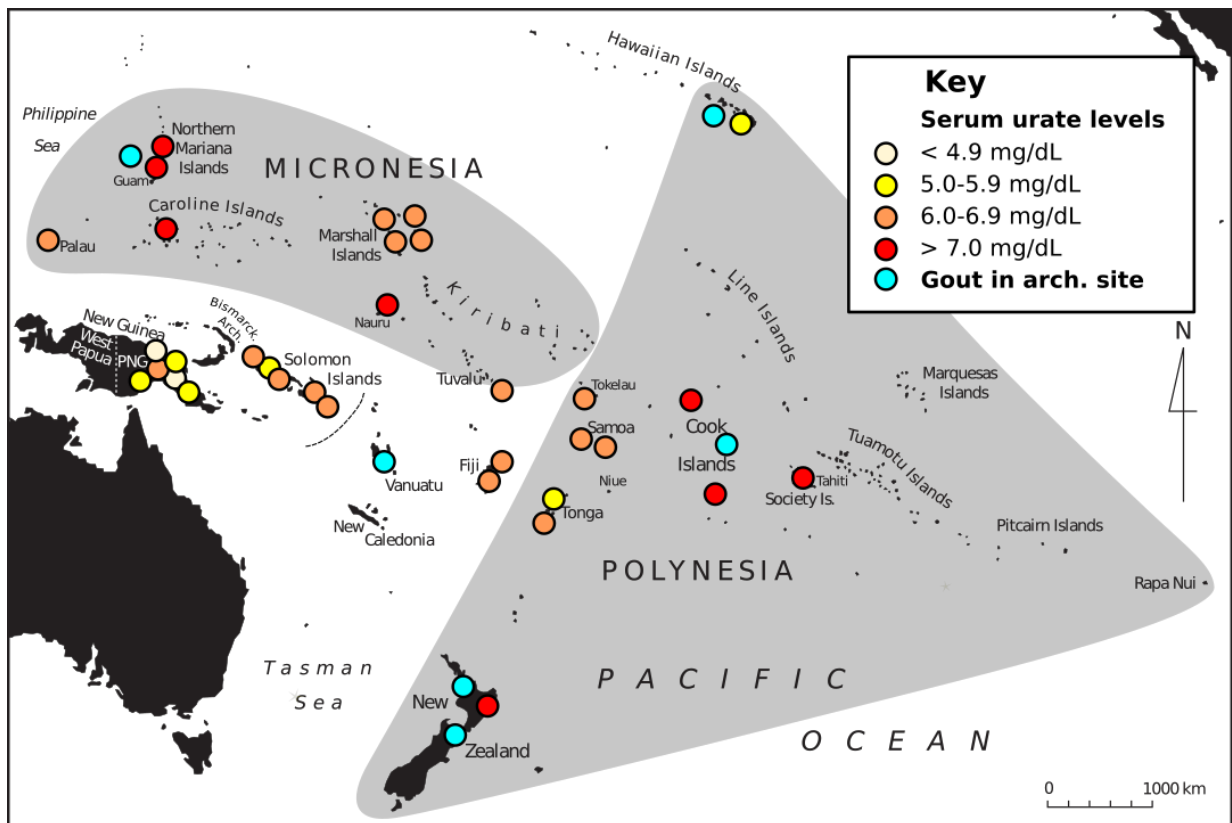 Hawaiian Islands
Key
Serum urate levels
< 4.9 mg/dL
5.0-5.9 mg/dL
6.0-6.9 mg/dL
> 7.0 mg/dL
Gout in arch. site
Philippine
Sea
Northern
Mariana
Islands
Guam
MICRONESIA
Caroline Islands
Palau
Marshall
Islands
Nauru
Kiribati
Line Islands
N
New Guinea
West
Papua
PNG
Bismarck
Arch.
Solomon
Islands
Tuvalu
Tokelau
Samoa
Cook
Islands
Marquesas
Islands
Vanuatu
Fiji
Niue
Tonga
Tahiti
Society Is.
Tuamotu Islands
New
Caledonia
Pitcairn Islands
POLYNESIA
Rapa Nui
Tasman
Sea
PACIFIC
OCEAN
New
Zealand
0
1000 km